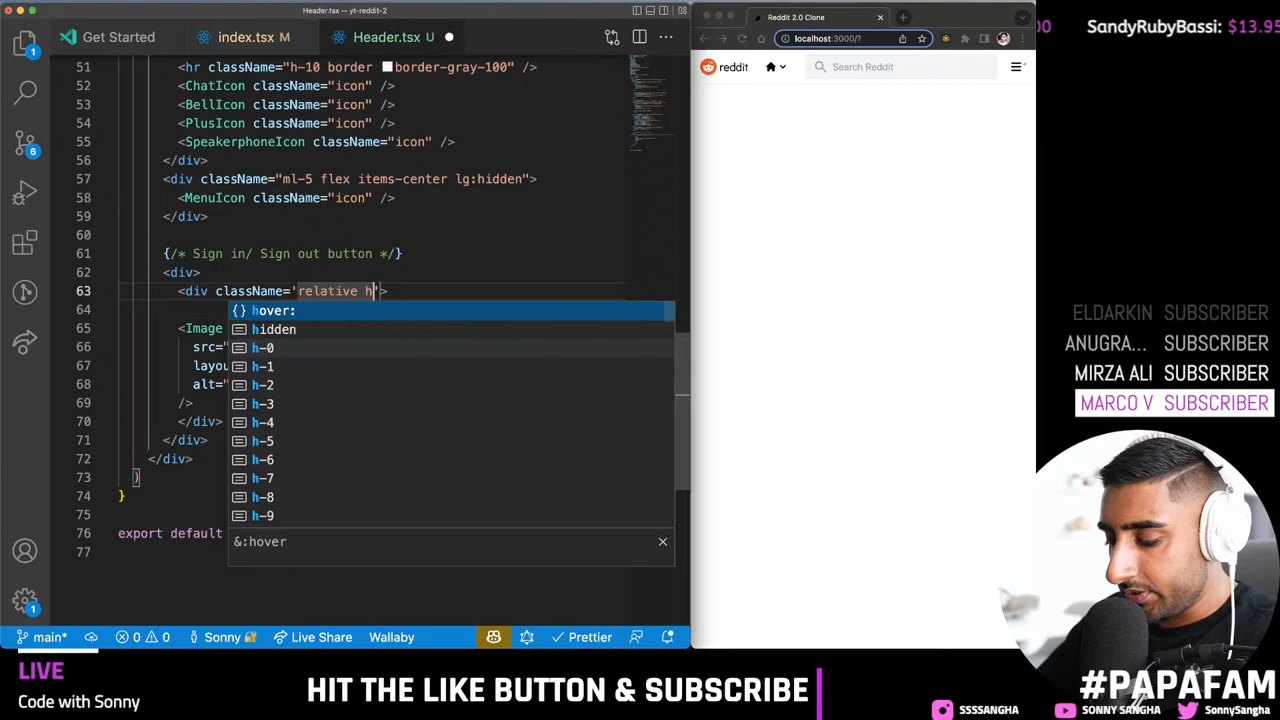 Header.tsx — yt-reddit-2
Reddit 2.0 Clone
Get Started
index.tsx M
Header.tsx U
localhost:3000/?
SandyRubyBassi: $13.95
reddit
Search Reddit
51 <hr className="h-10 border border-gray-100" />
52 <ChatIcon className="icon" />
53 <BellIcon className="icon" />
54 <PlusIcon className="icon" />
55 <SpeakerphoneIcon className="icon" />
56 </div>
57 <div className="ml-5 flex items-center lg:hidden">
58 <MenuIcon className="icon" />
59 </div>
60
61 {/* Sign in/ Sign out button */}
62 <div>
63 <div className='relative h'>
64
65 <Image
src="
67 layou
68 alt="
69 />
70 </div>
71 </div>
72 </div>
73 )
74 }
75
76 export default
77
{} hover:
hidden
h-0
h-1
h-2
h-3
h-4
h-5
h-6
h-7
h-8
h-9
&:hover
ELDARKIN SUBSCRIBER
ANUGRA... SUBSCRIBER
MIRZA ALI SUBSCRIBER
MARCO V SUBSCRIBER
1
6
1
main*
0
0
Sonny
Live Share
Wallaby
Prettier
LIVE
Code with Sonny
HIT THE LIKE BUTTON & SUBSCRIBE
#PAPAFAM
SSSSANGHA
SONNY SANGHA
SonnySangha